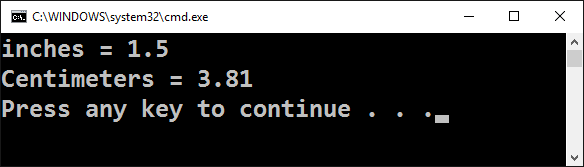 C:\WINDOWS\system32\cmd.exe
inches = 1.5
Centimeters = 3.81
Press any key to continue . . .